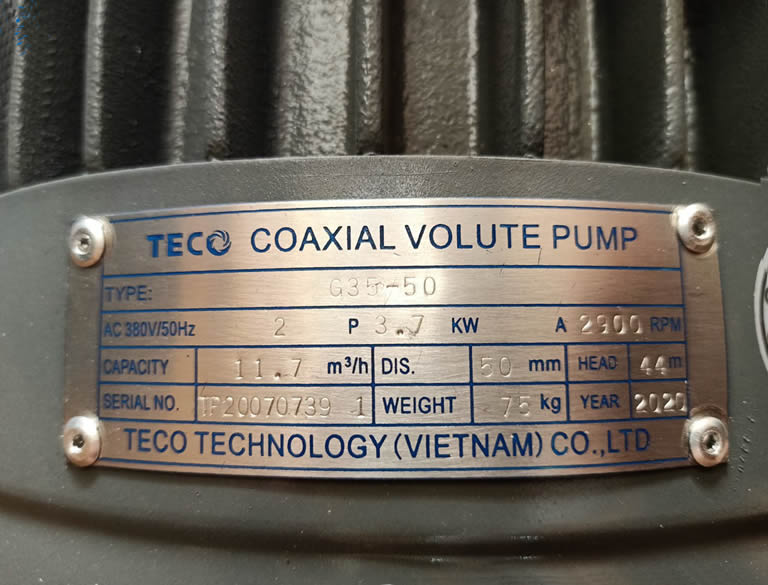 TECO COAXIAL VOLUTE PUMP
TYPE: G35-50
AC 380V/50Hz 2 P 3.7 KW A 2900 RPM
CAPACITY 11.7 m³/h DIS. 50 mm HEAD 44 m
SERIAL NO. TP20070739 1 WEIGHT 75 kg YEAR 2020
TECO TECHNOLOGY (VIETNAM) CO.,LTD